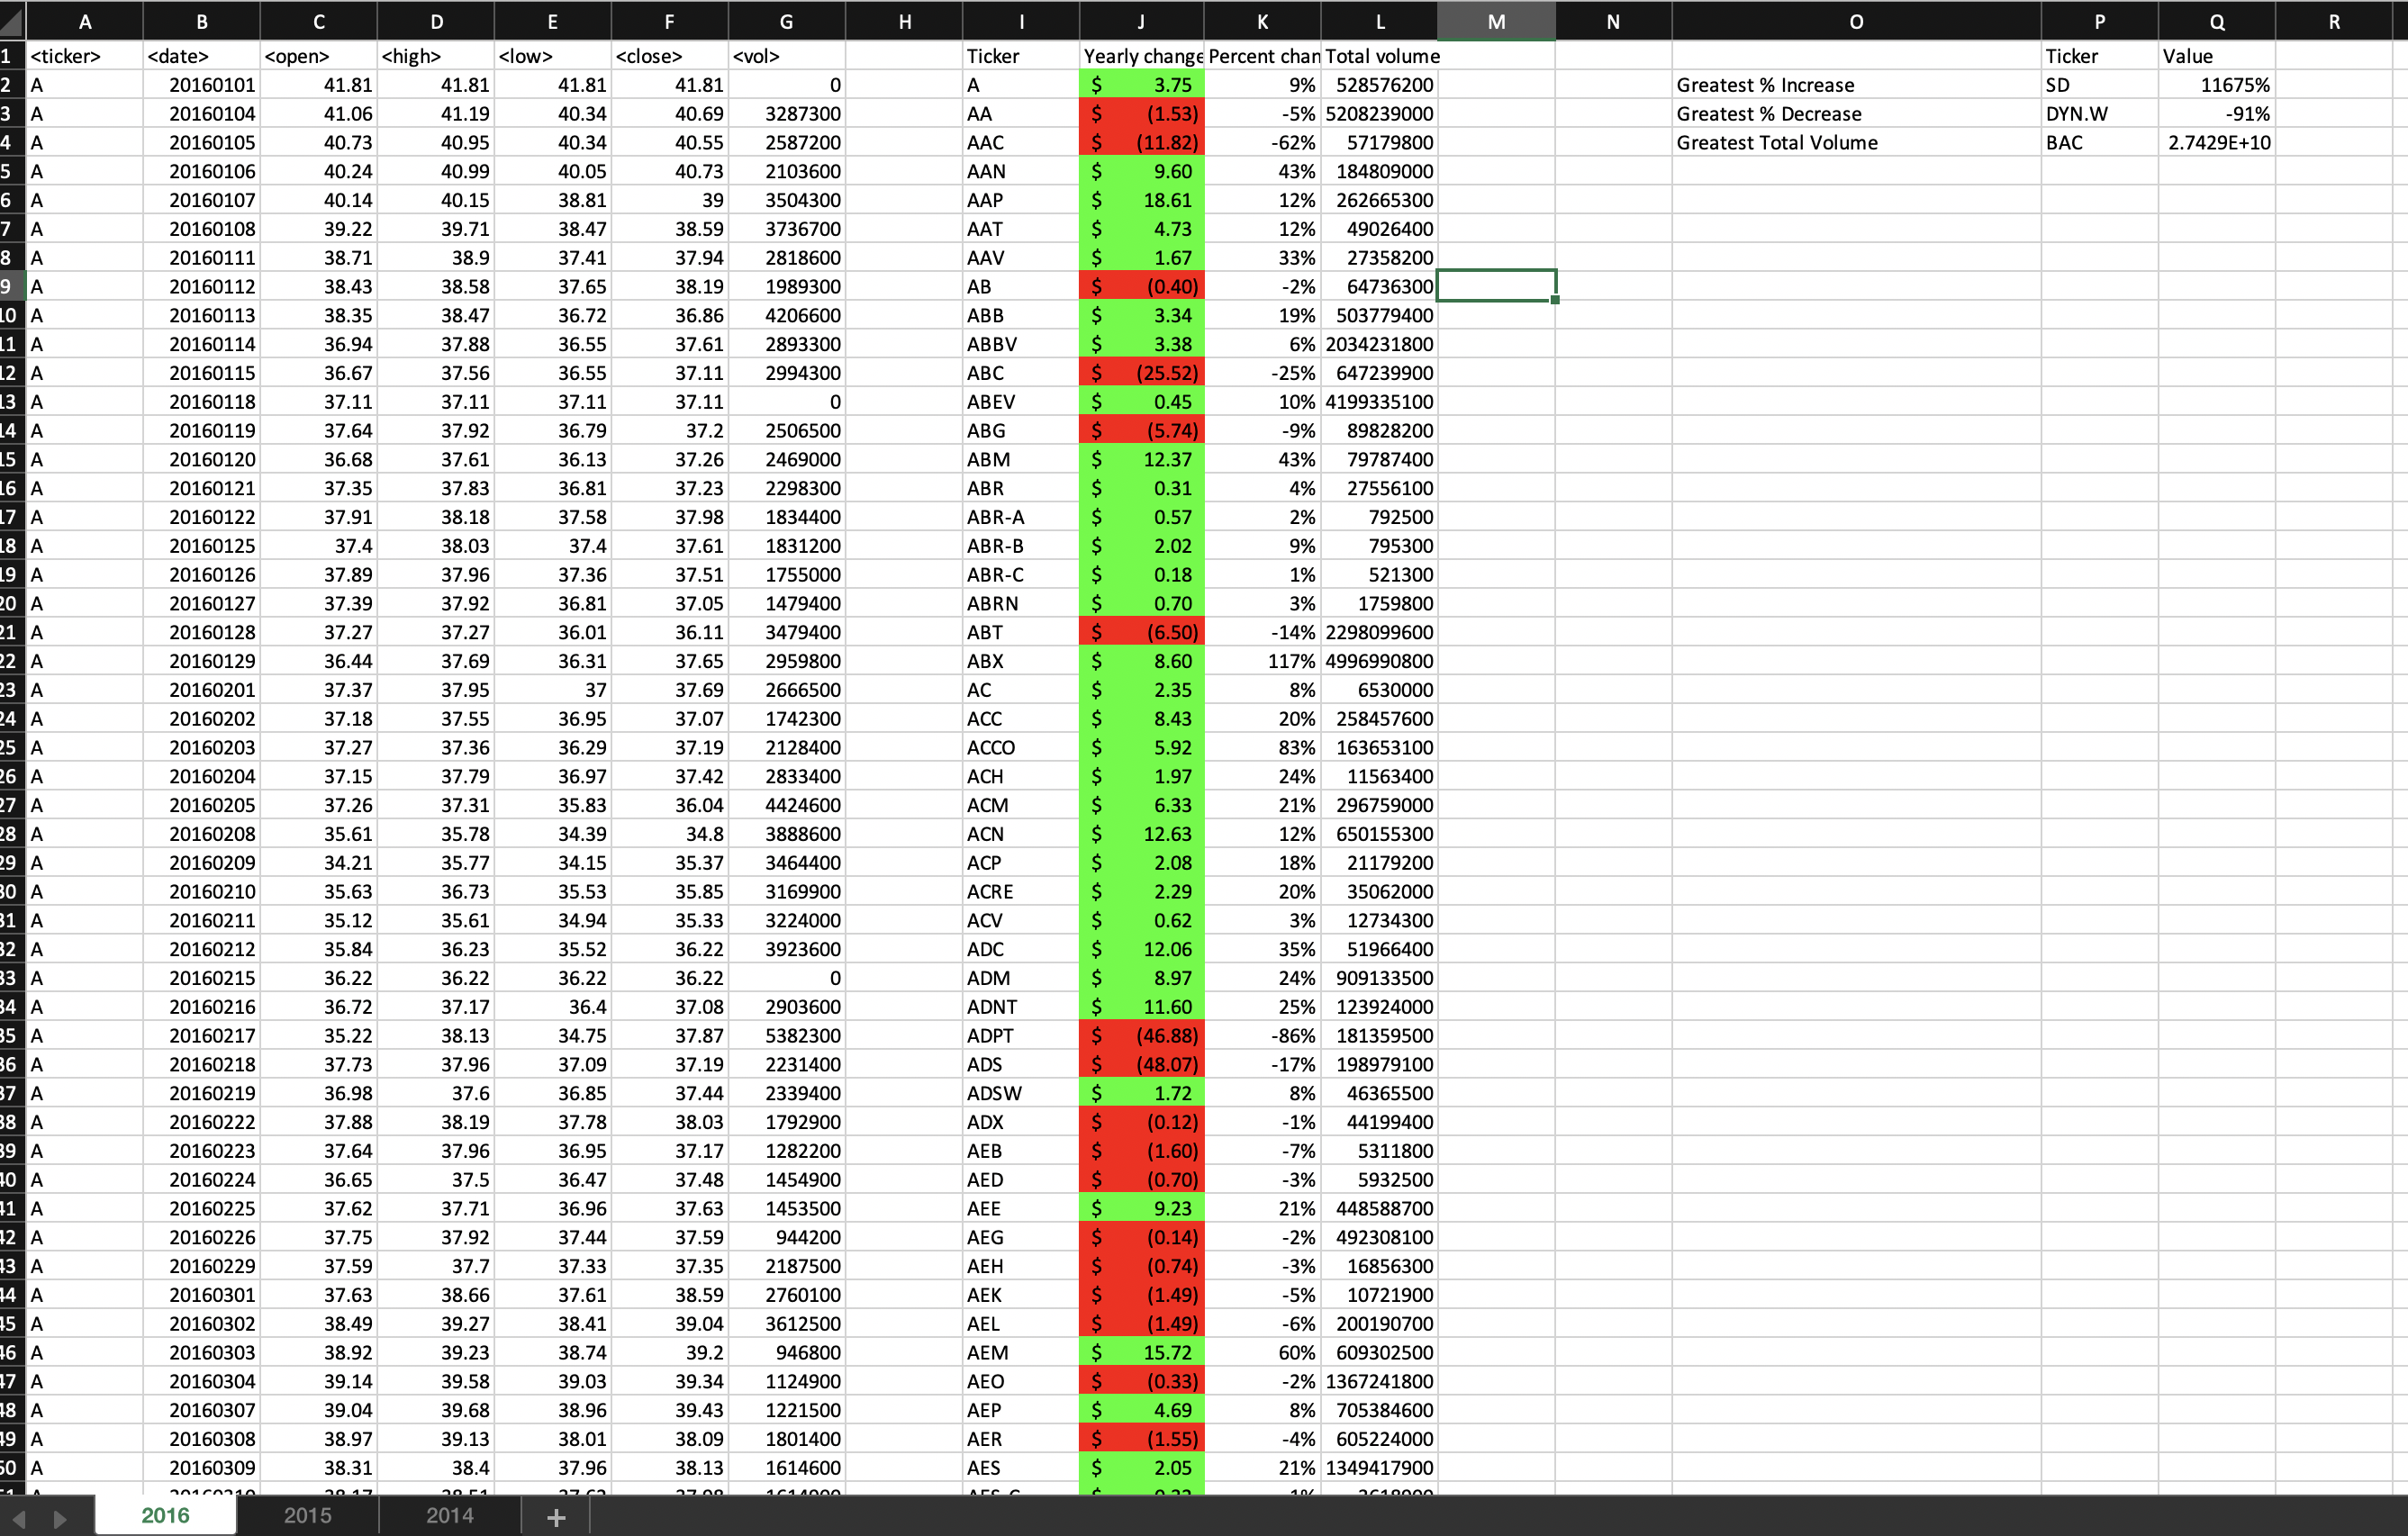 A B C D E F G H I J K L M N O P Q R
1 <ticker> <date> <open> <high> <low> <close> <vol> Ticker Yearly change Percent chan Total volume Ticker Value
2 A 20160101 41.81 41.81 41.81 41.81 0 A $ 3.75 9% 528576200 Greatest % Increase SD 11675%
3 A 20160104 41.06 41.19 40.34 40.69 3287300 AA $ (1.53) -5% 5208239000 Greatest % Decrease DYN.W -91%
4 A 20160105 40.73 40.95 40.34 40.55 2587200 AAC $ (11.82) -62% 57179800 Greatest Total Volume BAC 2.7429E+10
5 A 20160106 40.24 40.99 40.05 40.73 2103600 AAN $ 9.60 43% 184809000
6 A 20160107 40.14 40.15 38.81 39 3504300 AAP $ 18.61 12% 262665300
7 A 20160108 39.22 39.71 38.47 38.59 3736700 AAT $ 4.73 12% 49026400
8 A 20160111 38.71 38.9 37.41 37.94 2818600 AAV $ 1.67 33% 27358200
9 A 20160112 38.43 38.58 37.65 38.19 1989300 AB $ (0.40) -2% 64736300
10 A 20160113 38.35 38.47 36.72 36.86 4206600 ABB $ 3.34 19% 503779400
11 A 20160114 36.94 37.88 36.55 37.61 2893300 ABBV $ 3.38 6% 2034231800
12 A 20160115 36.67 37.56 36.55 37.11 2994300 ABC $ (25.52) -25% 647239900
13 A 20160118 37.11 37.11 37.11 37.11 0 ABEV $ 0.45 10% 4199335100
14 A 20160119 37.64 37.92 36.79 37.2 2506500 ABG $ (5.74) -9% 89828200
15 A 20160120 36.68 37.61 36.13 37.26 2469000 ABM $ 12.37 43% 79787400
16 A 20160121 37.35 37.83 36.81 37.23 2298300 ABR $ 0.31 4% 27556100
17 A 20160122 37.91 38.18 37.58 37.98 1834400 ABR-A $ 0.57 2% 792500
18 A 20160125 37.4 38.03 37.4 37.61 1831200 ABR-B $ 2.02 9% 795300
19 A 20160126 37.89 37.96 37.36 37.51 1755000 ABR-C $ 0.18 1% 521300
20 A 20160127 37.39 37.92 36.81 37.05 1479400 ABRN $ 0.70 3% 1759800
21 A 20160128 37.27 37.27 36.01 36.11 3479400 ABT $ (6.50) -14% 2298099600
22 A 20160129 36.44 37.69 36.31 37.65 2959800 ABX $ 8.60 117% 4996990800
23 A 20160201 37.37 37.95 37 37.69 2666500 AC $ 2.35 8% 6530000
24 A 20160202 37.18 37.55 36.95 37.07 1742300 ACC $ 8.43 20% 258457600
25 A 20160203 37.27 37.36 36.29 37.19 2128400 ACCO $ 5.92 83% 163653100
26 A 20160204 37.15 37.79 36.97 37.42 2833400 ACH $ 1.97 24% 11563400
27 A 20160205 37.26 37.31 35.83 36.04 4424600 ACM $ 6.33 21% 296759000
28 A 20160208 35.61 35.78 34.39 34.8 3888600 ACN $ 12.63 12% 650155300
29 A 20160209 34.21 35.77 34.15 35.37 3464400 ACP $ 2.08 18% 21179200
30 A 20160210 35.63 36.73 35.53 35.85 3169900 ACRE $ 2.29 20% 35062000
31 A 20160211 35.12 35.61 34.94 35.33 3224000 ACV $ 0.62 3% 12734300
32 A 20160212 35.84 36.23 35.52 36.22 3923600 ADC $ 12.06 35% 51966400
33 A 20160215 36.22 36.22 36.22 36.22 0 ADM $ 8.97 24% 909133500
34 A 20160216 36.72 37.17 36.4 37.08 2903600 ADNT $ 11.60 25% 123924000
35 A 20160217 35.22 38.13 34.75 37.87 5382300 ADPT $ (46.88) -86% 181359500
36 A 20160218 37.73 37.96 37.09 37.19 2231400 ADS $ (48.07) -17% 198979100
37 A 20160219 36.98 37.6 36.85 37.44 2339400 ADSW $ 1.72 8% 46365500
38 A 20160222 37.88 38.19 37.78 38.03 1792900 ADX $ (0.12) -1% 44199400
39 A 20160223 37.64 37.96 36.95 37.17 1282200 AEB $ (1.60) -7% 5311800
40 A 20160224 36.65 37.5 36.47 37.48 1454900 AED $ (0.70) -3% 5932500
41 A 20160225 37.62 37.71 36.96 37.63 1453500 AEE $ 9.23 21% 448588700
42 A 20160226 37.75 37.92 37.44 37.59 944200 AEG $ (0.14) -2% 492308100
43 A 20160229 37.59 37.7 37.33 37.35 2187500 AEH $ (0.74) -3% 16856300
44 A 20160301 37.63 38.66 37.61 38.59 2760100 AEK $ (1.49) -5% 10721900
45 A 20160302 38.49 39.27 38.41 39.04 3612500 AEL $ (1.49) -6% 200190700
46 A 20160303 38.92 39.23 38.74 39.2 946800 AEM $ 15.72 60% 609302500
47 A 20160304 39.14 39.58 39.03 39.34 1124900 AEO $ (0.33) -2% 1367241800
48 A 20160307 39.04 39.68 38.96 39.43 1221500 AEP $ 4.69 8% 705384600
49 A 20160308 38.97 39.13 38.01 38.09 1801400 AER $ (1.55) -4% 605224000
50 A 20160309 38.31 38.4 37.96 38.13 1614600 AES $ 2.05 21% 1349417900
2016 2015 2014 +